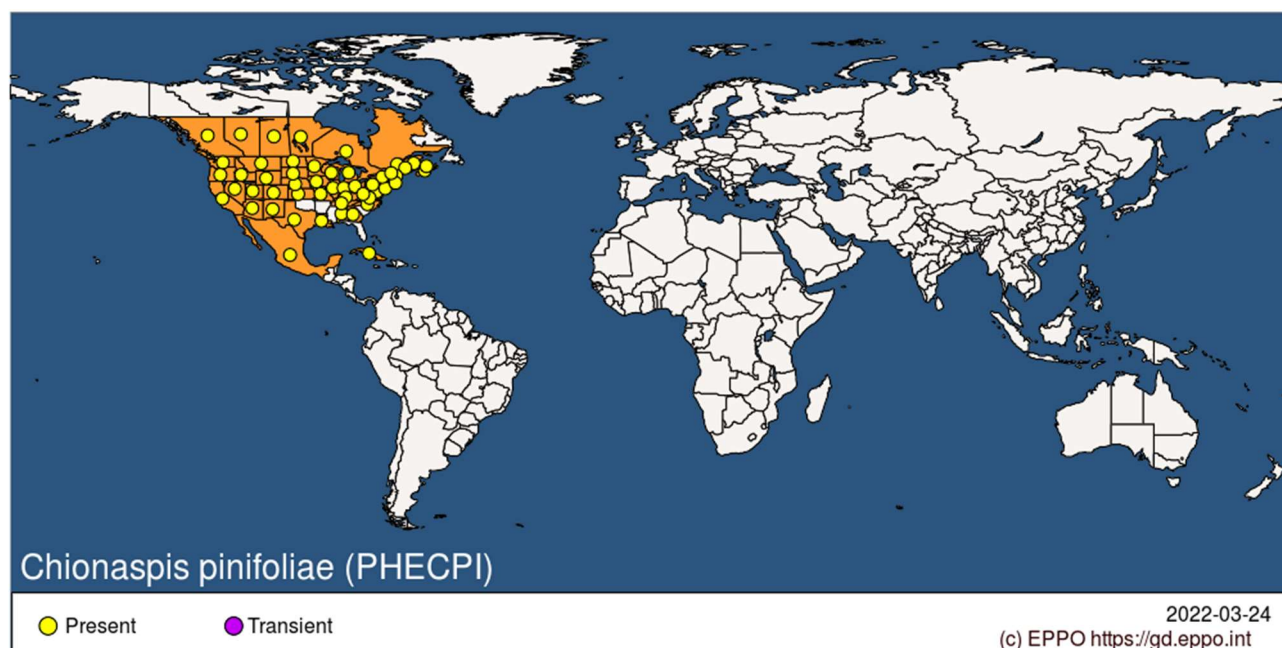 Chionaspis pinifoliae (PHECPI)
Present
Transient
2022-03-24
(c) EPPO https://gd.eppo.int